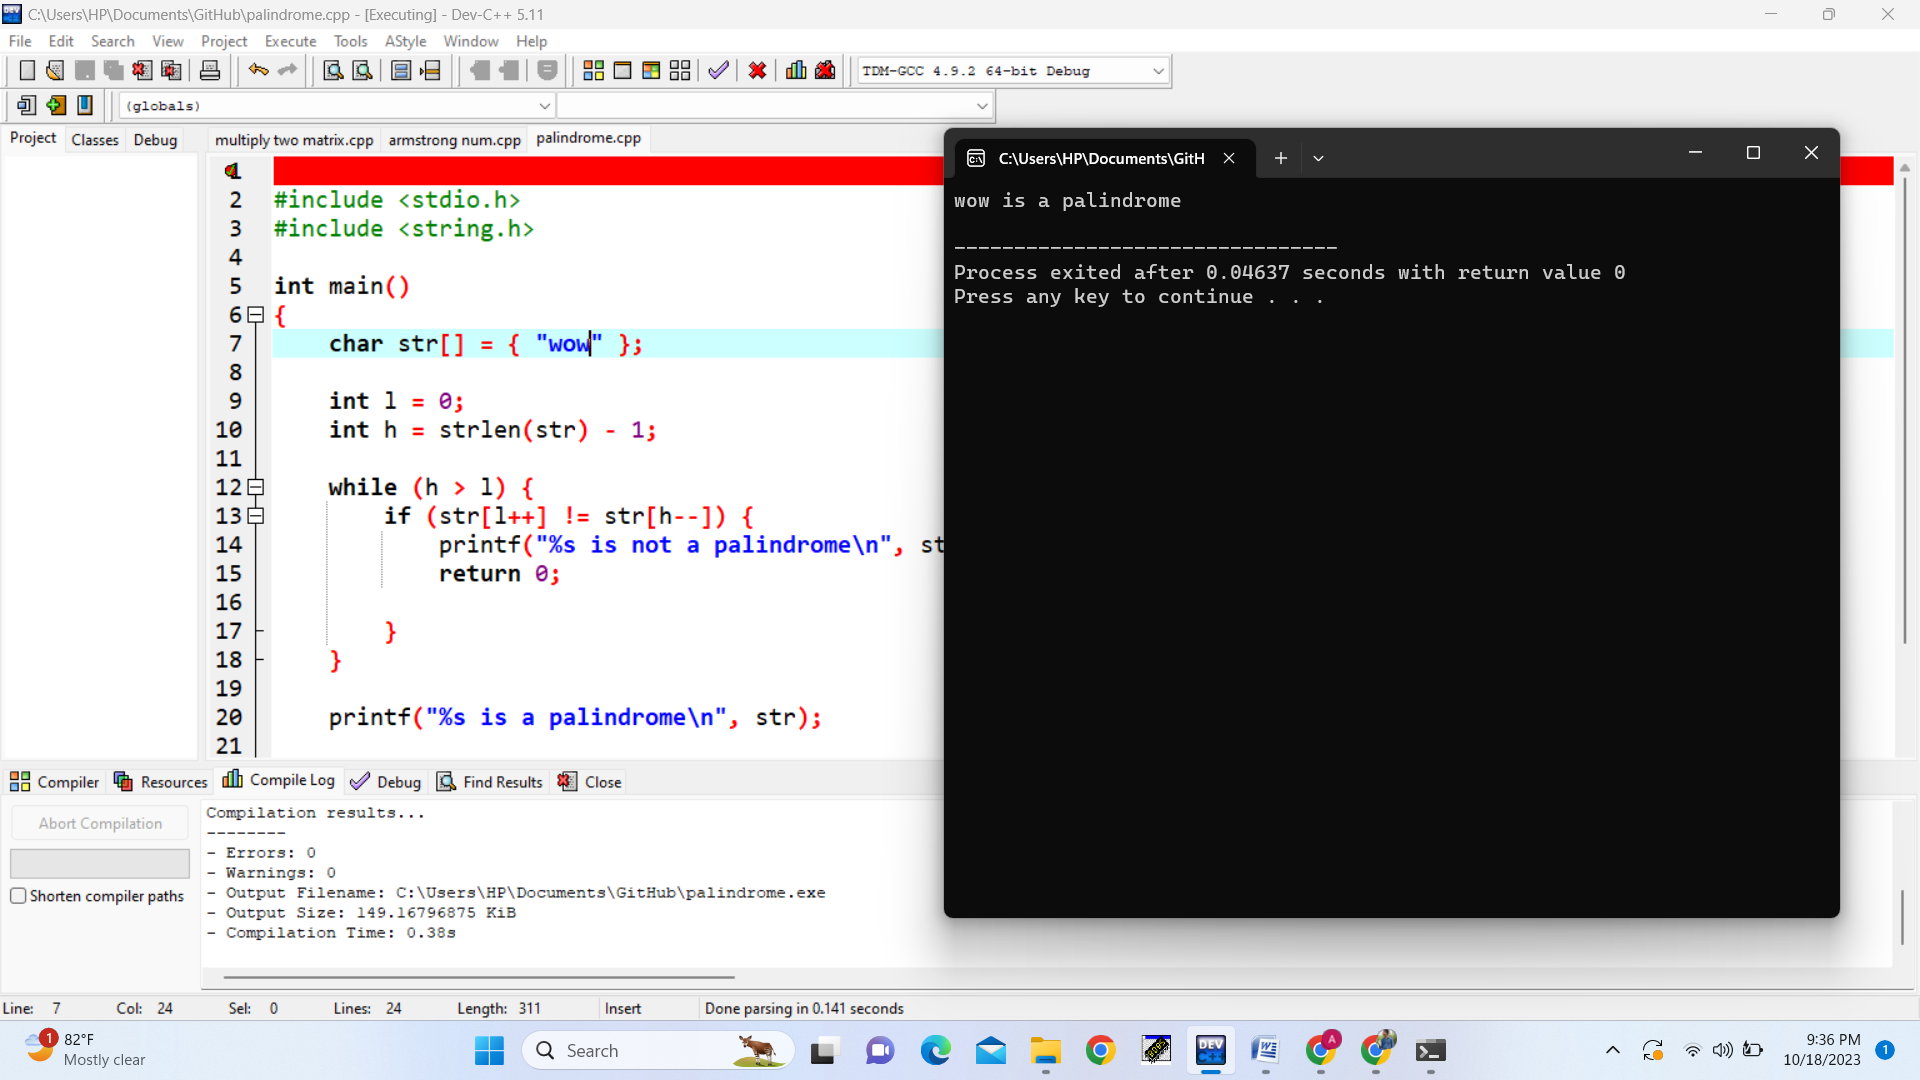 C:\Users\HP\Documents\GitHub\palindrome.cpp - [Executing] - Dev-C++ 5.11
File Edit Search View Project Execute Tools AStyle Window Help
TDM-GCC 4.9.2 64-bit Debug
(globals)
Project Classes Debug
multiply two matrix.cpp armstrong num.cpp palindrome.cpp
1
2 #include <stdio.h>
3 #include <string.h>
4
5 int main()
6 {
7 char str[] = { "wow" };
8
9 int l = 0;
10 int h = strlen(str) - 1;
11
12 while (h > l) {
13 if (str[l++] != str[h--]) {
14 printf("%s is not a palindrome\n", st
15 return 0;
16
17 }
18 }
19
20 printf("%s is a palindrome\n", str);
21
C:\Users\HP\Documents\GitH
wow is a palindrome
--------------------------------
Process exited after 0.04637 seconds with return value 0
Press any key to continue . . .
Compiler Resources Compile Log Debug Find Results Close
Abort Compilation
Shorten compiler paths
Compilation results...
--------
- Errors: 0
- Warnings: 0
- Output Filename: C:\Users\HP\Documents\GitHub\palindrome.exe
- Output Size: 149.16796875 KiB
- Compilation Time: 0.38s
Line: 7 Col: 24 Sel: 0 Lines: 24 Length: 311 Insert Done parsing in 0.141 seconds
1
82°F
Mostly clear
Search
DEV
A
9:36 PM
10/18/2023
1